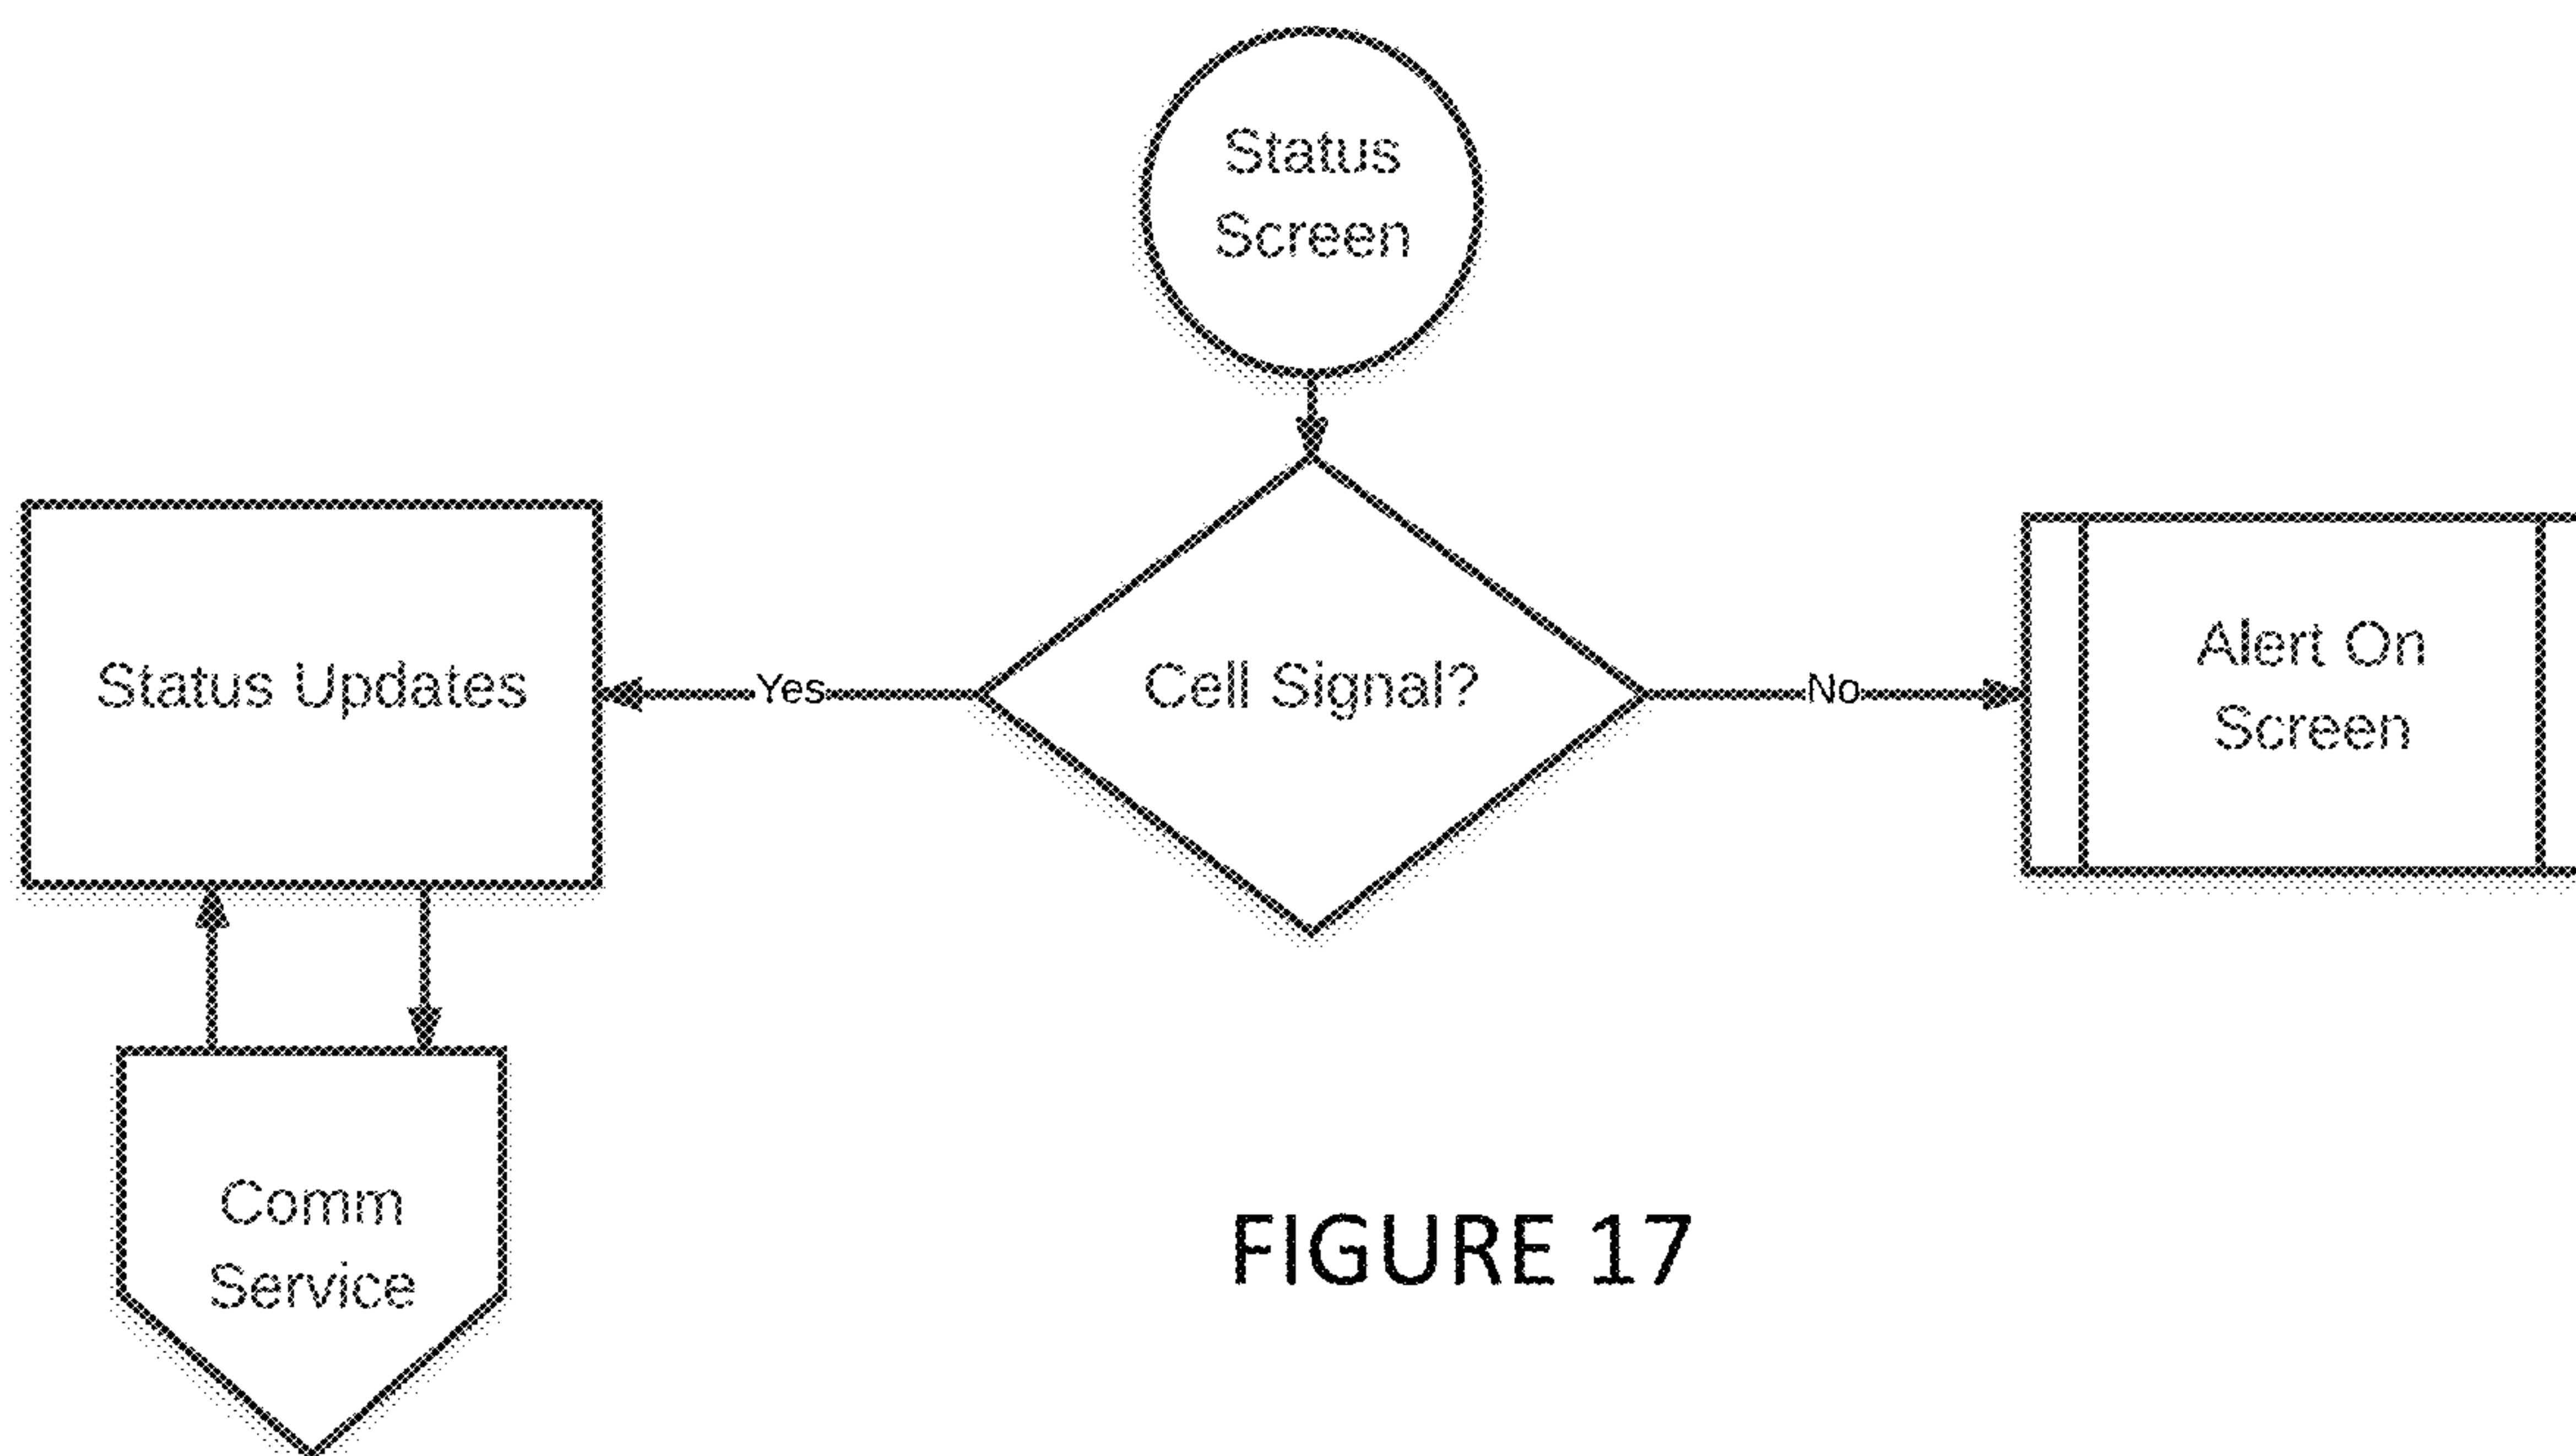 Status
Screen
Status Updates
Yes
Cell Signal?
No
Alert On
Screen
Comm
Service
FIGURE 17